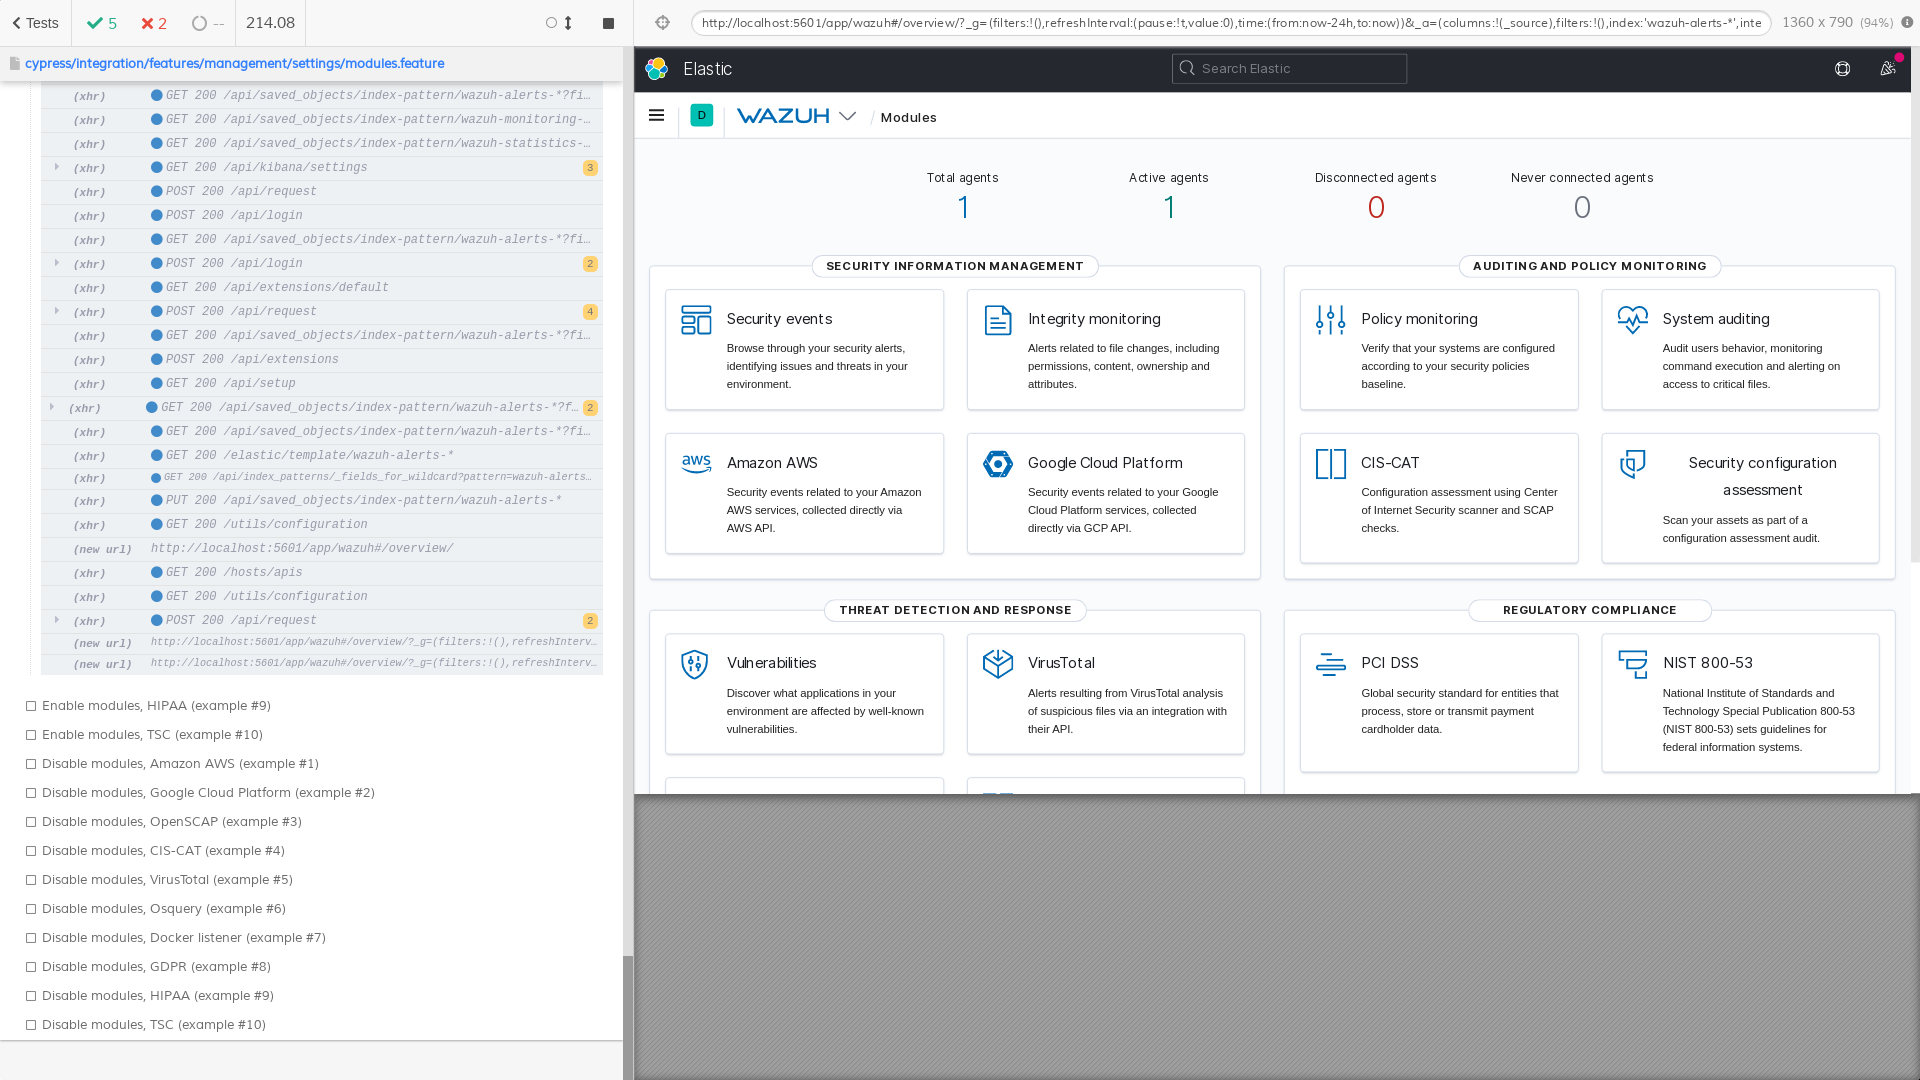 Tests
5
2
--
214.08
http://localhost:5601/app/wazuh#/overview/?_g=(filters:!(),refreshInterval:(pause:!t,value:0),time:(from:now-24h,to:now))&_a=(columns:!(_source),filters:!(),index:'wazuh-alerts-*',inte
1360 x 790 (94%)
cypress/integration/features/management/settings/modules.feature
(xhr) GET 200 /api/saved_objects/index-pattern/wazuh-alerts-*?fi…
(xhr) GET 200 /api/saved_objects/index-pattern/wazuh-monitoring-…
(xhr) GET 200 /api/saved_objects/index-pattern/wazuh-statistics-…
(xhr) GET 200 /api/kibana/settings 3
(xhr) POST 200 /api/request
(xhr) POST 200 /api/login
(xhr) GET 200 /api/saved_objects/index-pattern/wazuh-alerts-*?fi…
(xhr) POST 200 /api/login 2
(xhr) GET 200 /api/extensions/default
(xhr) POST 200 /api/request 4
(xhr) GET 200 /api/saved_objects/index-pattern/wazuh-alerts-*?fi…
(xhr) POST 200 /api/extensions
(xhr) GET 200 /api/setup
(xhr) GET 200 /api/saved_objects/index-pattern/wazuh-alerts-*?f… 2
(xhr) GET 200 /api/saved_objects/index-pattern/wazuh-alerts-*?fi…
(xhr) GET 200 /elastic/template/wazuh-alerts-*
(xhr) GET 200 /api/index_patterns/_fields_for_wildcard?pattern=wazuh-alerts…
(xhr) PUT 200 /api/saved_objects/index-pattern/wazuh-alerts-*
(xhr) GET 200 /utils/configuration
(new url) http://localhost:5601/app/wazuh#/overview/
(xhr) GET 200 /hosts/apis
(xhr) GET 200 /utils/configuration
(xhr) POST 200 /api/request 2
(new url) http://localhost:5601/app/wazuh#/overview/?_g=(filters:!(),refreshInterv…
(new url) http://localhost:5601/app/wazuh#/overview/?_g=(filters:!(),refreshInterv…
Enable modules, HIPAA (example #9)
Enable modules, TSC (example #10)
Disable modules, Amazon AWS (example #1)
Disable modules, Google Cloud Platform (example #2)
Disable modules, OpenSCAP (example #3)
Disable modules, CIS-CAT (example #4)
Disable modules, VirusTotal (example #5)
Disable modules, Osquery (example #6)
Disable modules, Docker listener (example #7)
Disable modules, GDPR (example #8)
Disable modules, HIPAA (example #9)
Disable modules, TSC (example #10)
Elastic
Search Elastic
D
WAZUH
/ Modules
Total agents
1
Active agents
1
Disconnected agents
0
Never connected agents
0
SECURITY INFORMATION MANAGEMENT
Security events
Browse through your security alerts,
identifying issues and threats in your
environment.
Integrity monitoring
Alerts related to file changes, including
permissions, content, ownership and
attributes.
aws
Amazon AWS
Security events related to your Amazon
AWS services, collected directly via
AWS API.
Google Cloud Platform
Security events related to your Google
Cloud Platform services, collected
directly via GCP API.
AUDITING AND POLICY MONITORING
Policy monitoring
Verify that your systems are configured
according to your security policies
baseline.
System auditing
Audit users behavior, monitoring
command execution and alerting on
access to critical files.
CIS-CAT
Configuration assessment using Center
of Internet Security scanner and SCAP
checks.
Security configuration
assessment
Scan your assets as part of a
configuration assessment audit.
THREAT DETECTION AND RESPONSE
Vulnerabilities
Discover what applications in your
environment are affected by well-known
vulnerabilities.
VirusTotal
Alerts resulting from VirusTotal analysis
of suspicious files via an integration with
their API.
REGULATORY COMPLIANCE
PCI DSS
Global security standard for entities that
process, store or transmit payment
cardholder data.
NIST 800-53
National Institute of Standards and
Technology Special Publication 800-53
(NIST 800-53) sets guidelines for
federal information systems.